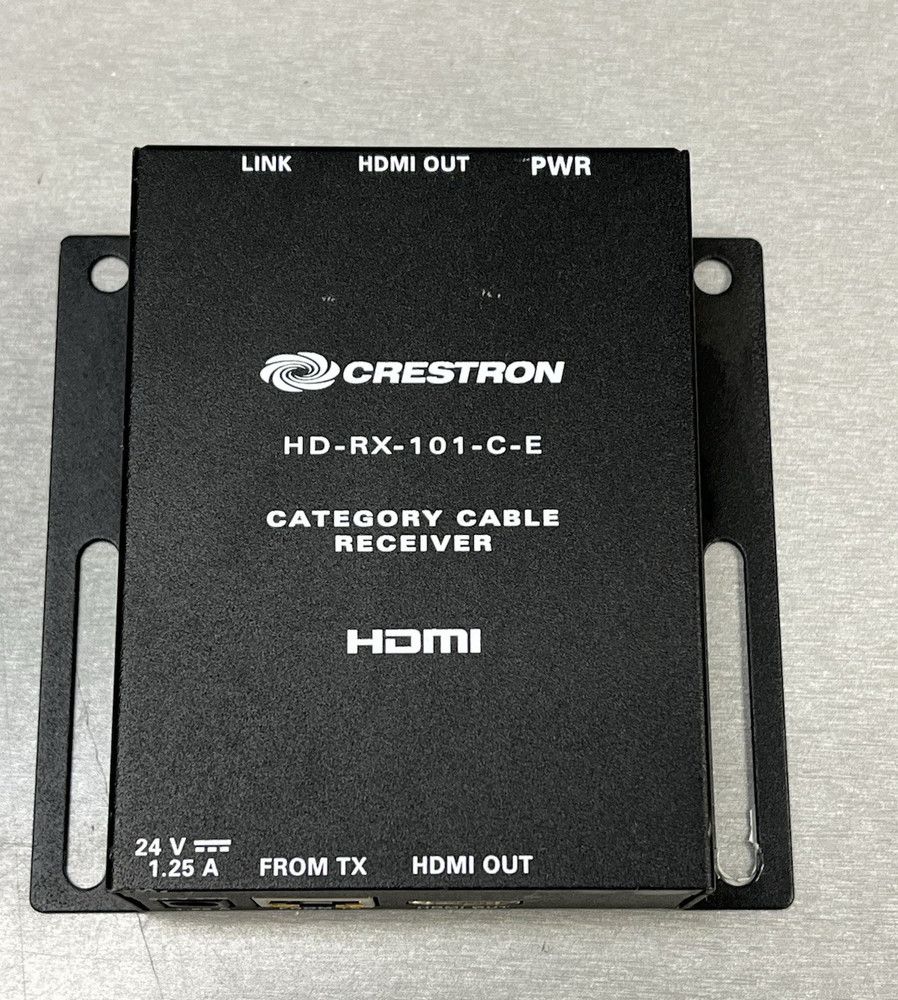 LINK HDMI OUT PWR
CRESTRON
HD-RX-101-C-E
CATEGORY CABLE
RECEIVER
HDMI
24 V ⎓
1.25 A FROM TX HDMI OUT